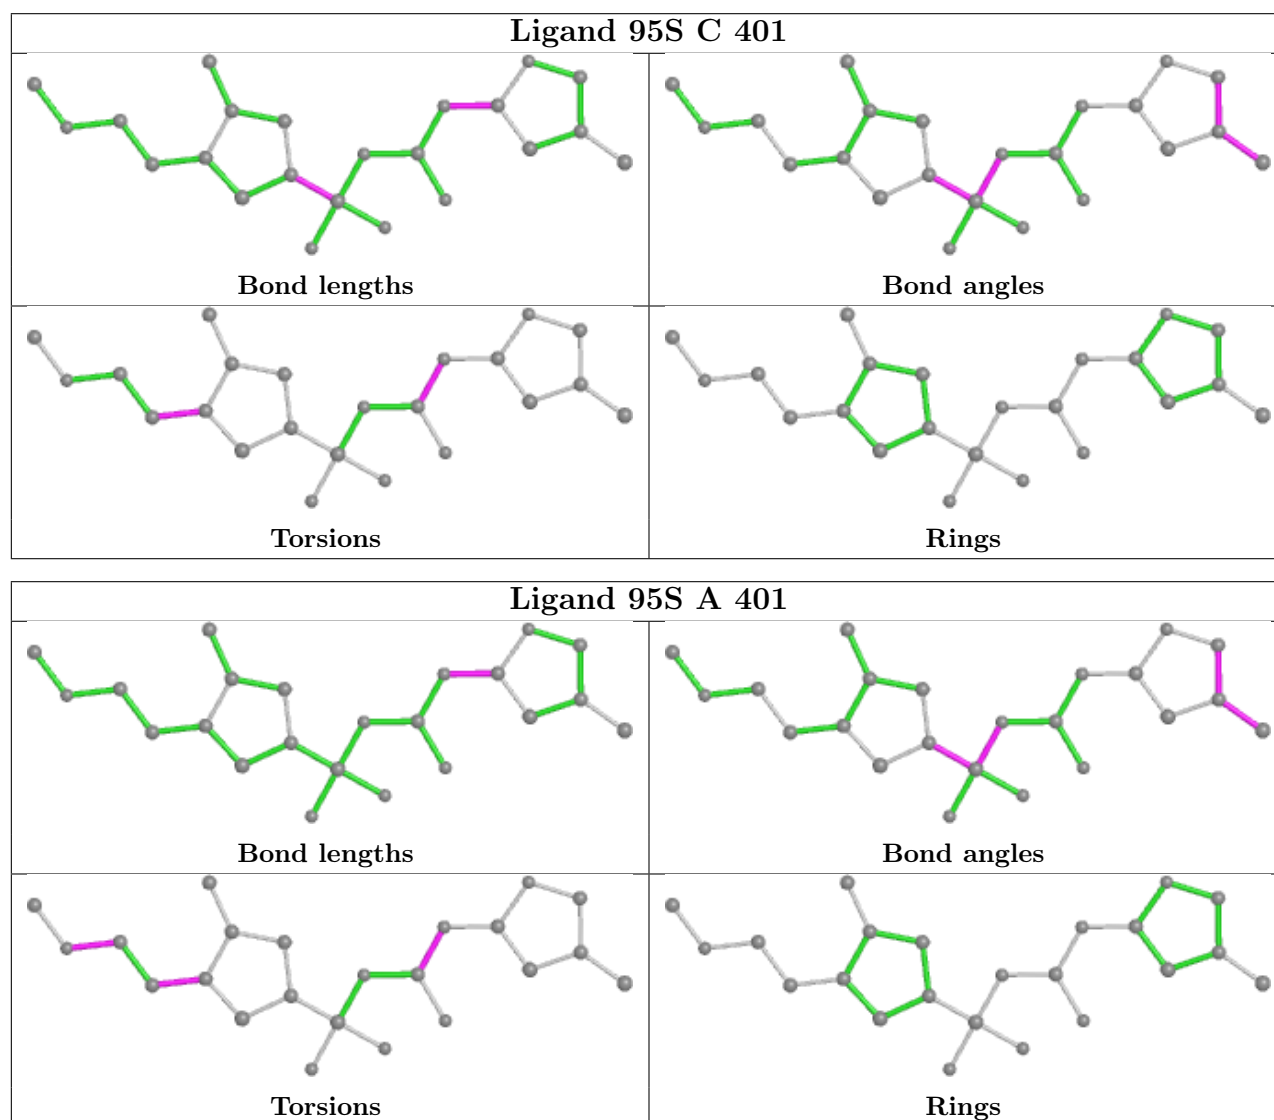 Ligand 95S C 401
Bond lengths
Bond angles
Torsions
Rings
Ligand 95S A 401
Bond lengths
Bond angles
Torsions
Rings